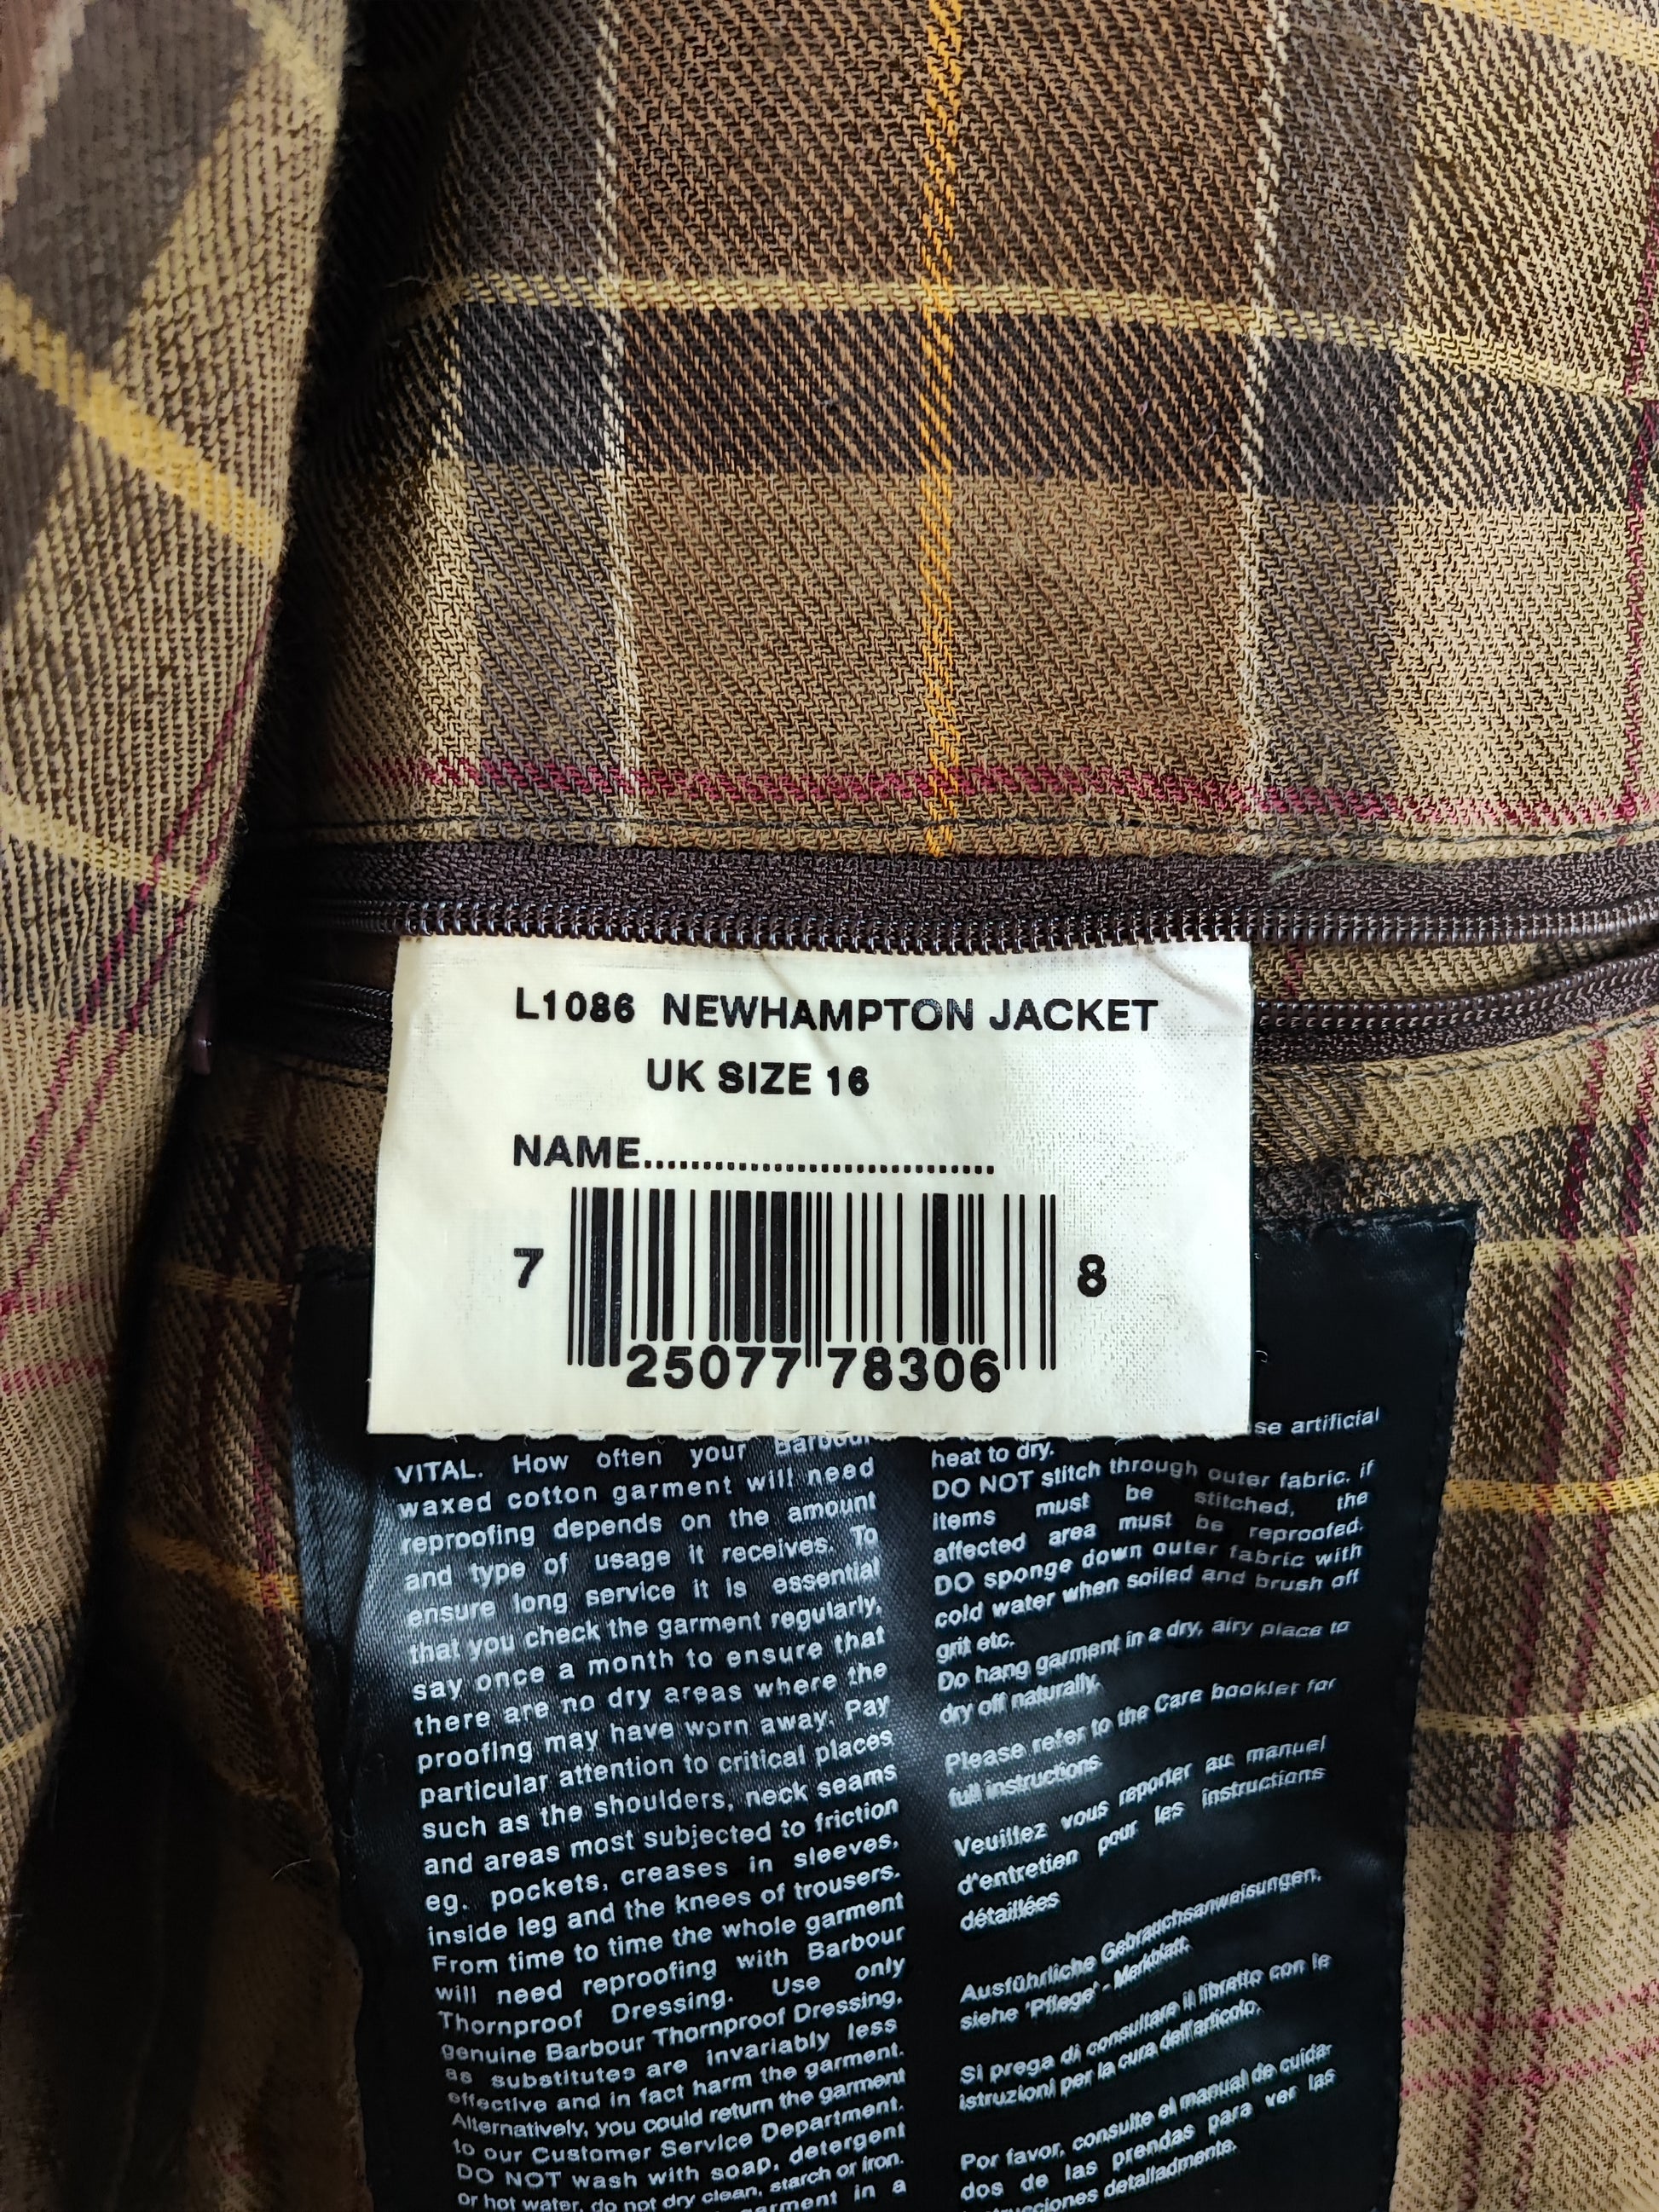 L1086 NEWHAMPTON JACKET
UK SIZE 16
NAME..............................
7 25077 78306 8
VITAL. How often your Barbour
waxed cotton garment will need
reproofing depends on the amount
and type of usage it receives. To
ensure long service it is essential
that you check the garment regularly,
say once a month to ensure that
there are no dry areas where the
proofing may have worn away. Pay
particular attention to critical places
such as the shoulders, neck seams
and areas most subjected to friction
eg. pockets, creases in sleeves,
inside leg and the knees of trousers.
From time to time the whole garment
will need reproofing with Barbour
Thornproof Dressing. Use only
genuine Barbour Thornproof Dressing,
as substitutes are invariably less
effective and in fact harm the garment.
Alternatively, you could return the garment
to our Customer Service Department.
DO NOT wash with soap, detergent
or hot water, do not dry clean, starch or iron.
garment in a
se artificial
heat to dry.
DO NOT stitch through outer fabric, if
items must be stitched, the
affected area must be reproofed.
DO sponge down outer fabric with
cold water when soiled and brush off
grit etc.
Do hang garment in a dry, airy place to
dry off naturally.
Please refer to the Care booklet for
full instructions.
Veuillez vous reporter au manuel
d'entretien pour les instructions
détaillées
Ausführliche Gebrauchsanweisungen,
siehe 'Pflege' - Merkblatt.
Si prega di consultare il libretto con le
istruzioni per la cura dell'articolo.
Por favor, consulte el manual de cuida-
dos de las prendas para ver las
instrucciones detalladmente.